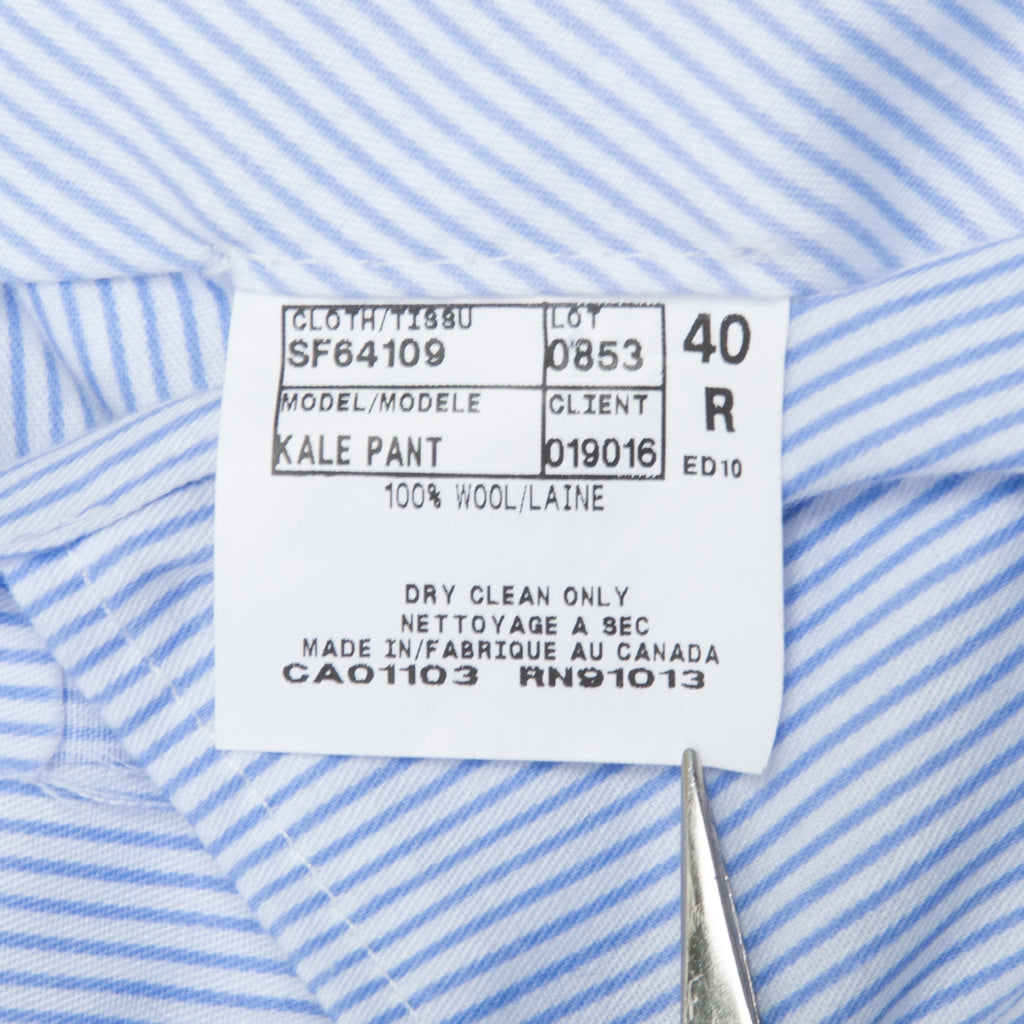 CLOTH/TISSU LOT
SF64109 0853 40
MODEL/MODELE CLIENT R
KALE PANT 019016 ED10
100% WOOL/LAINE
DRY CLEAN ONLY
NETTOYAGE A SEC
MADE IN/FABRIQUE AU CANADA
CA01103 RN91013